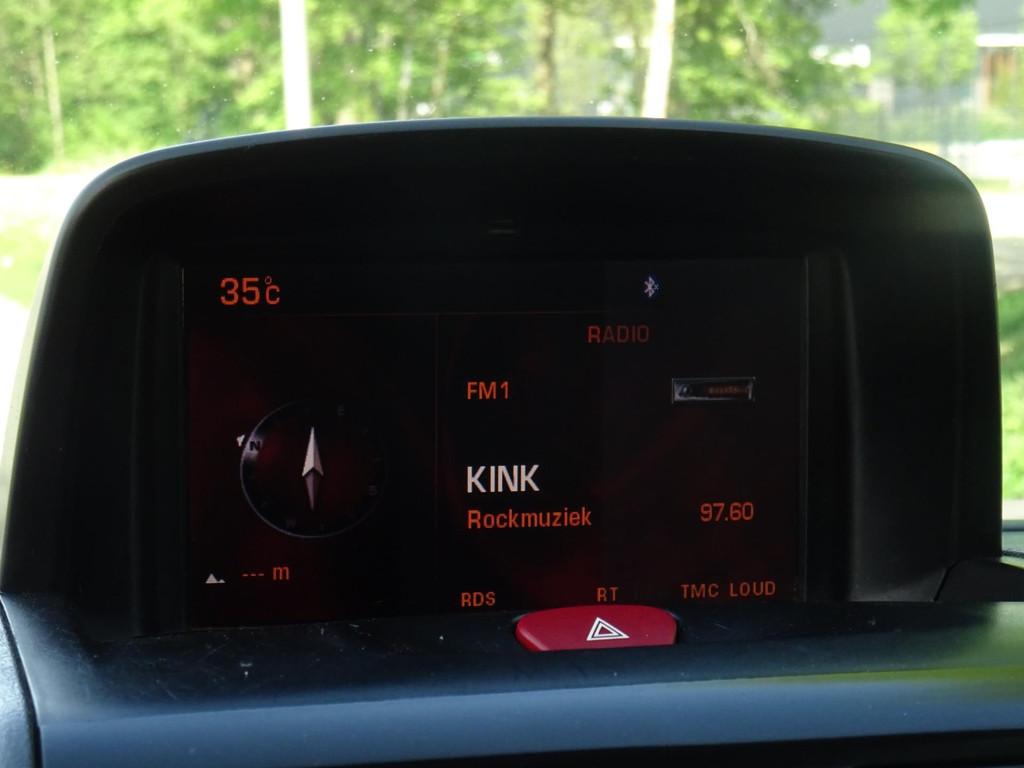 35°C
RADIO
FM1
N
E
S
KINK
Rockmuziek
97.60
--- m
RDS RT TMC LOUD